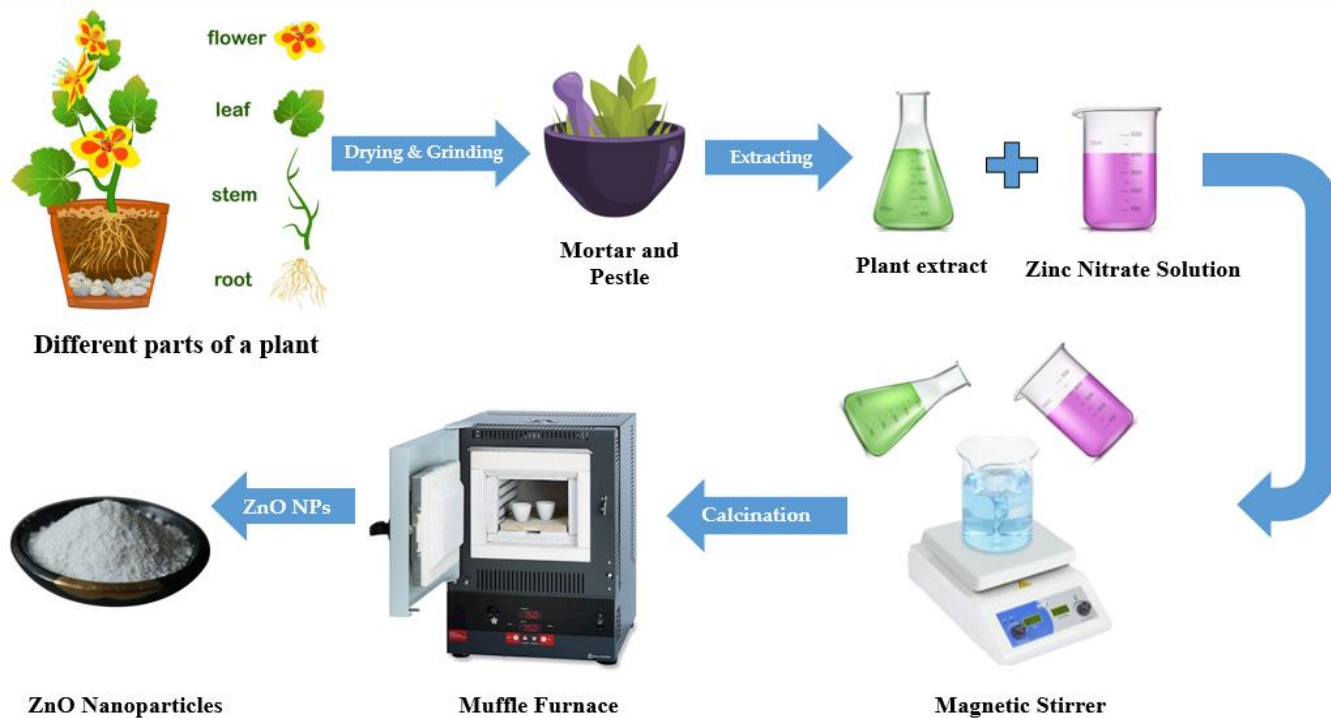 flower
leaf
stem
root
Different parts of a plant
Drying & Grinding
Mortar and
Pestle
Extracting
Plant extract
Zinc Nitrate Solution
Magnetic Stirrer
Calcination
Muffle Furnace
ZnO NPs
ZnO Nanoparticles